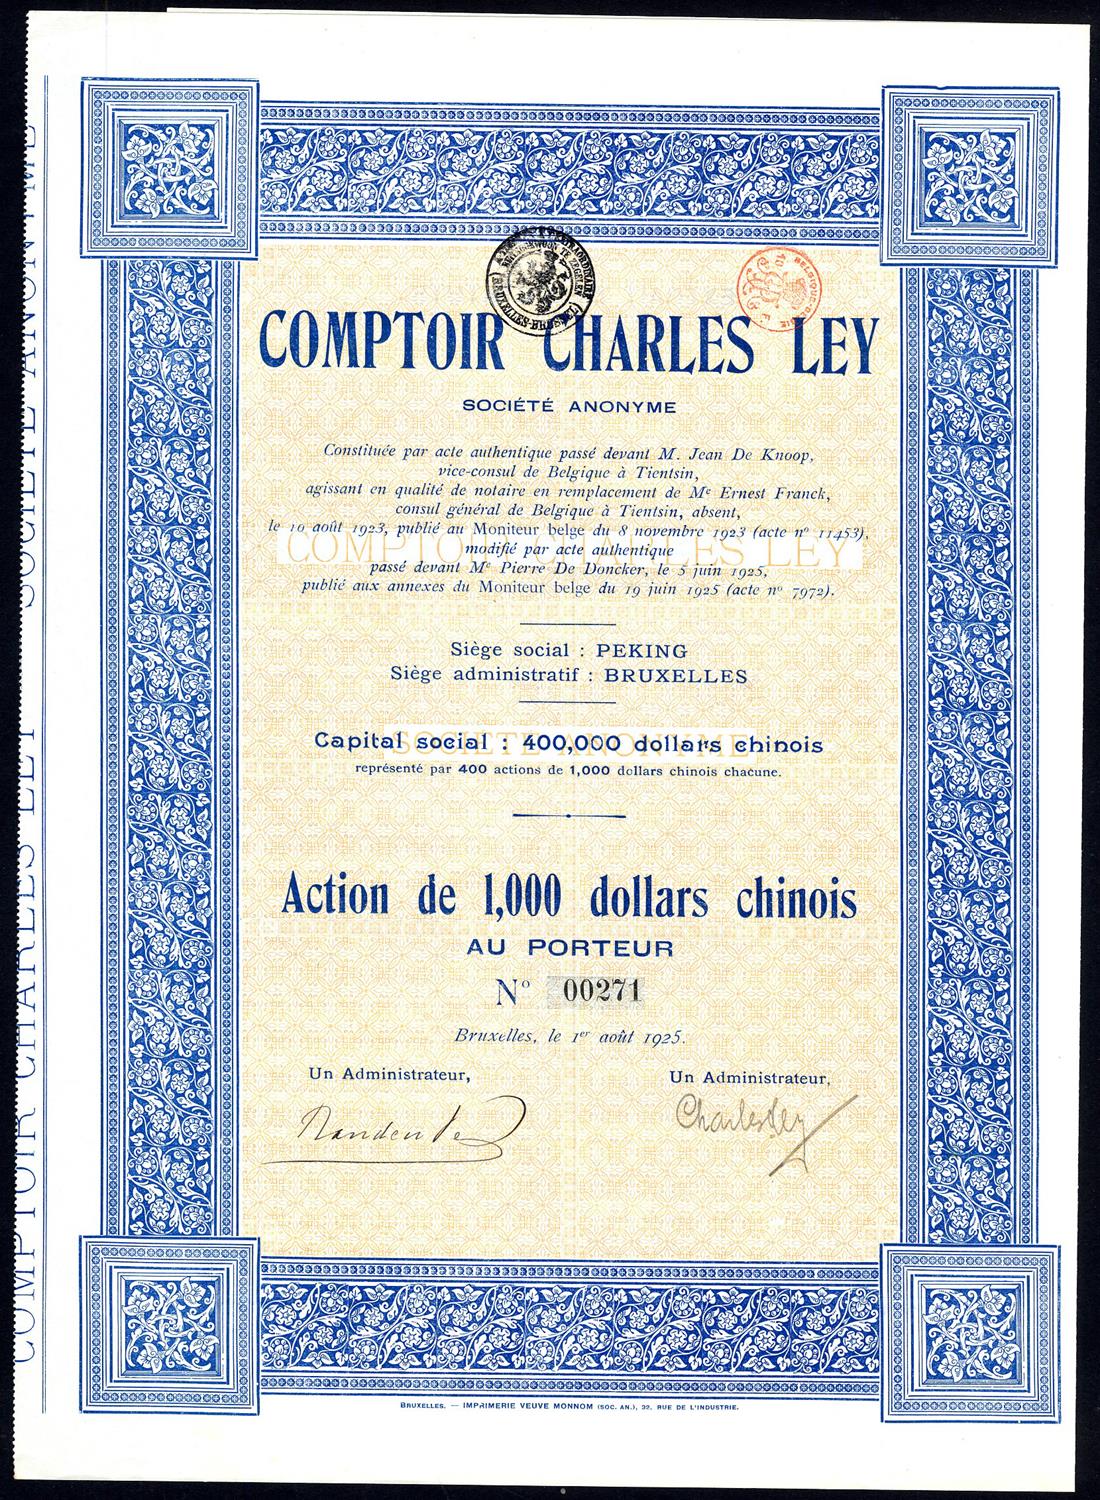 COMPTOIR CHARLES LEY
SOCIÉTÉ ANONYME
Constituée par acte authentique passé devant M. Jean De Knoop,
vice-consul de Belgique à Tientsin,
agissant en qualité de notaire en remplacement de Me Ernest Franck,
consul général de Belgique à Tientsin, absent,
le 10 août 1923, publié au Moniteur belge du 8 novembre 1923 (acte no 11453),
COMPTOIR CHARLES LEY
modifié par acte authentique
passé devant Me Pierre De Doncker, le 5 juin 1925,
publié aux annexes du Moniteur belge du 19 juin 1925 (acte no 7972).
Siège social : PEKING
Siège administratif : BRUXELLES
SOCIÉTÉ ANONYME
Capital social : 400,000 dollars chinois
représenté par 400 actions de 1,000 dollars chinois chacune.
Action de 1,000 dollars chinois
AU PORTEUR
No 00271
Bruxelles, le 1er août 1925.
Un Administrateur,
Un Administrateur,
Charles Ley
BRUXELLES. — IMPRIMERIE VEUVE MONNOM (SOC. AN.), 32, RUE DE L'INDUSTRIE.
COMPTOIR CHARLES LEY SOCIÉTÉ ANONYME